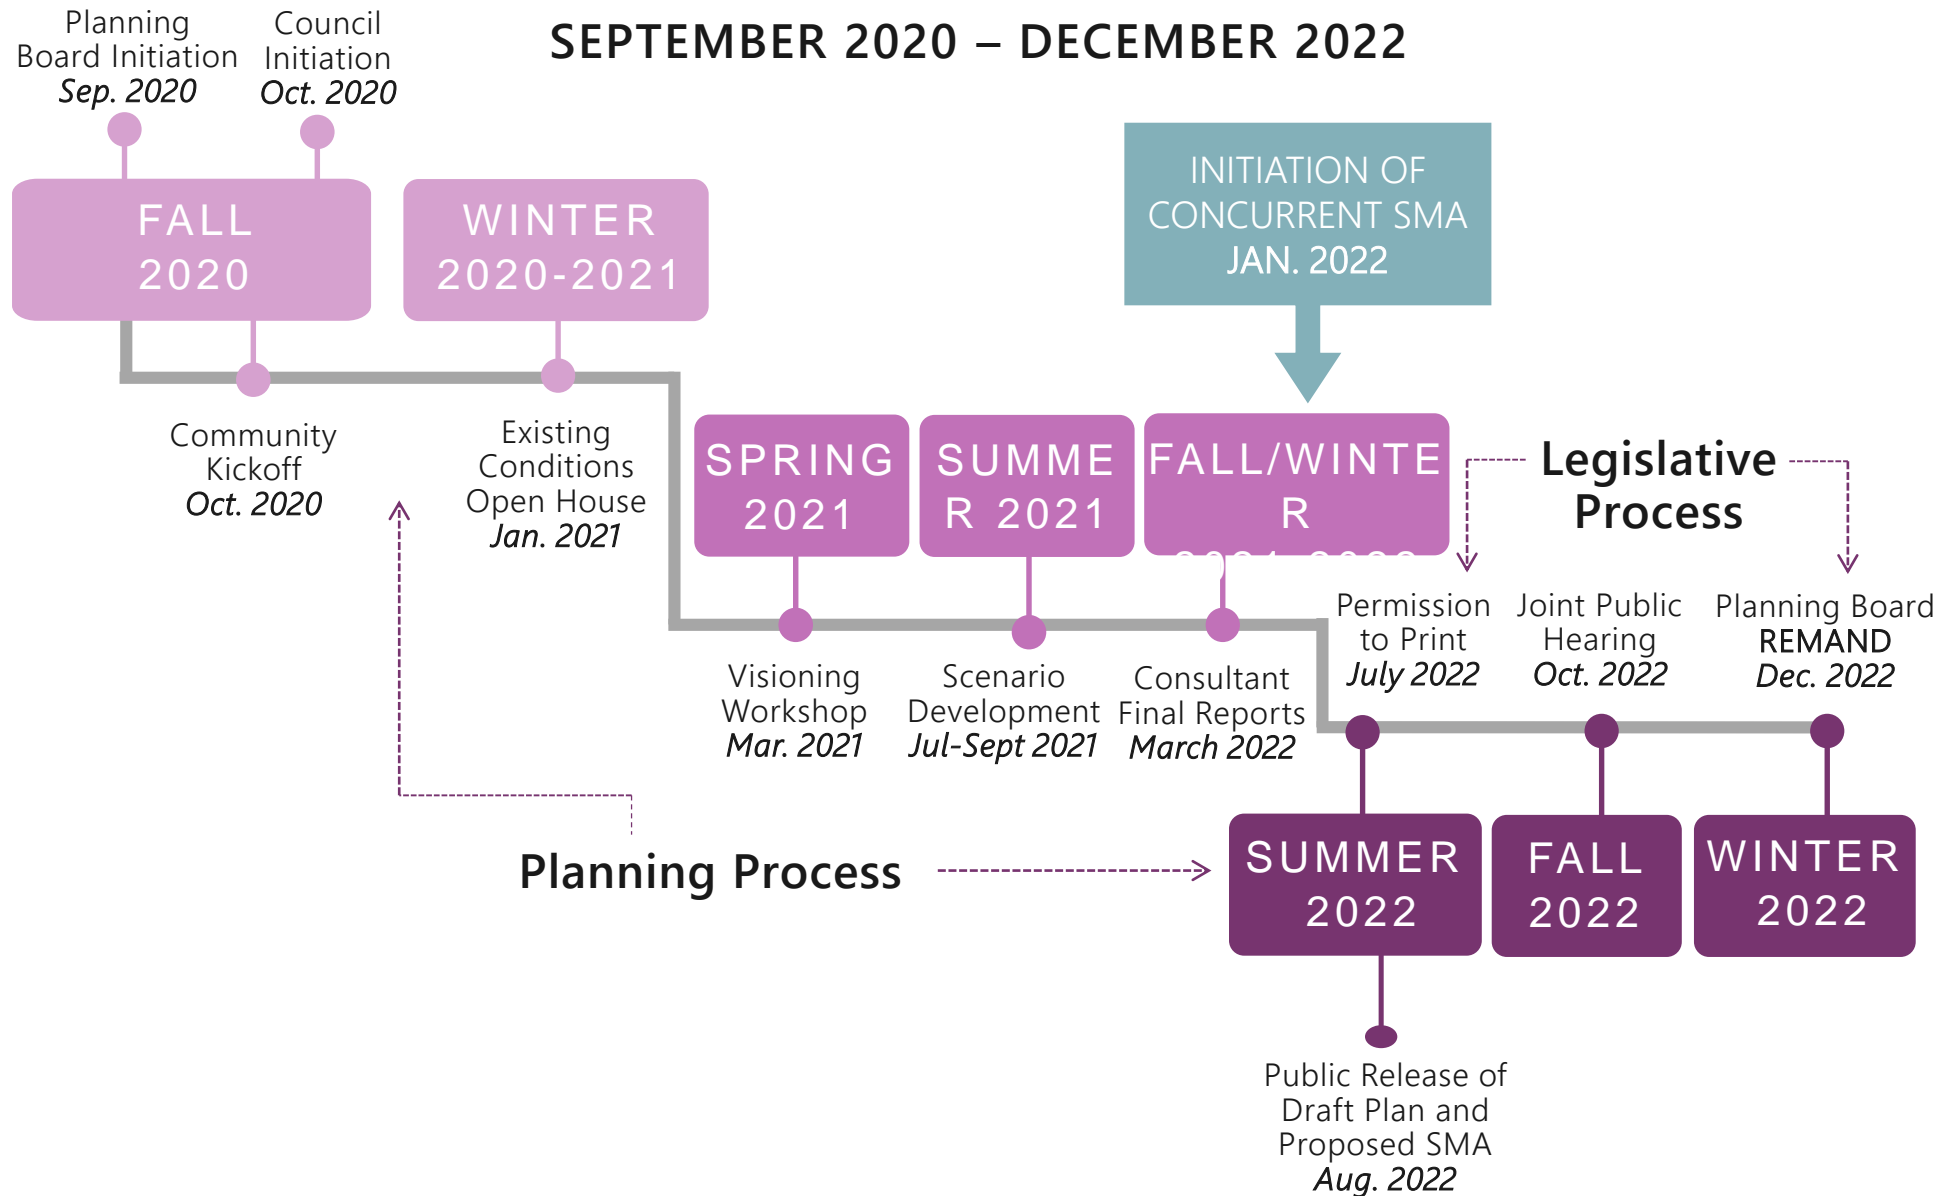 Planning
Board Initiation
Sep. 2020
Council
Initiation
Oct. 2020
SEPTEMBER 2020 – DECEMBER 2022
FALL
2020
WINTER
2020-2021
INITIATION OF
CONCURRENT SMA
JAN. 2022
Community
Kickoff
Oct. 2020
Existing
Conditions
Open House
Jan. 2021
SPRING
2021
SUMME
R 2021
FALL/WINTE
R
Legislative
Process
Visioning
Workshop
Mar. 2021
Scenario
Development
Jul-Sept 2021
Consultant
Final Reports
March 2022
Permission
to Print
July 2022
Joint Public
Hearing
Oct. 2022
Planning Board
REMAND
Dec. 2022
Planning Process
SUMMER
2022
FALL
2022
WINTER
2022
Public Release of
Draft Plan and
Proposed SMA
Aug. 2022